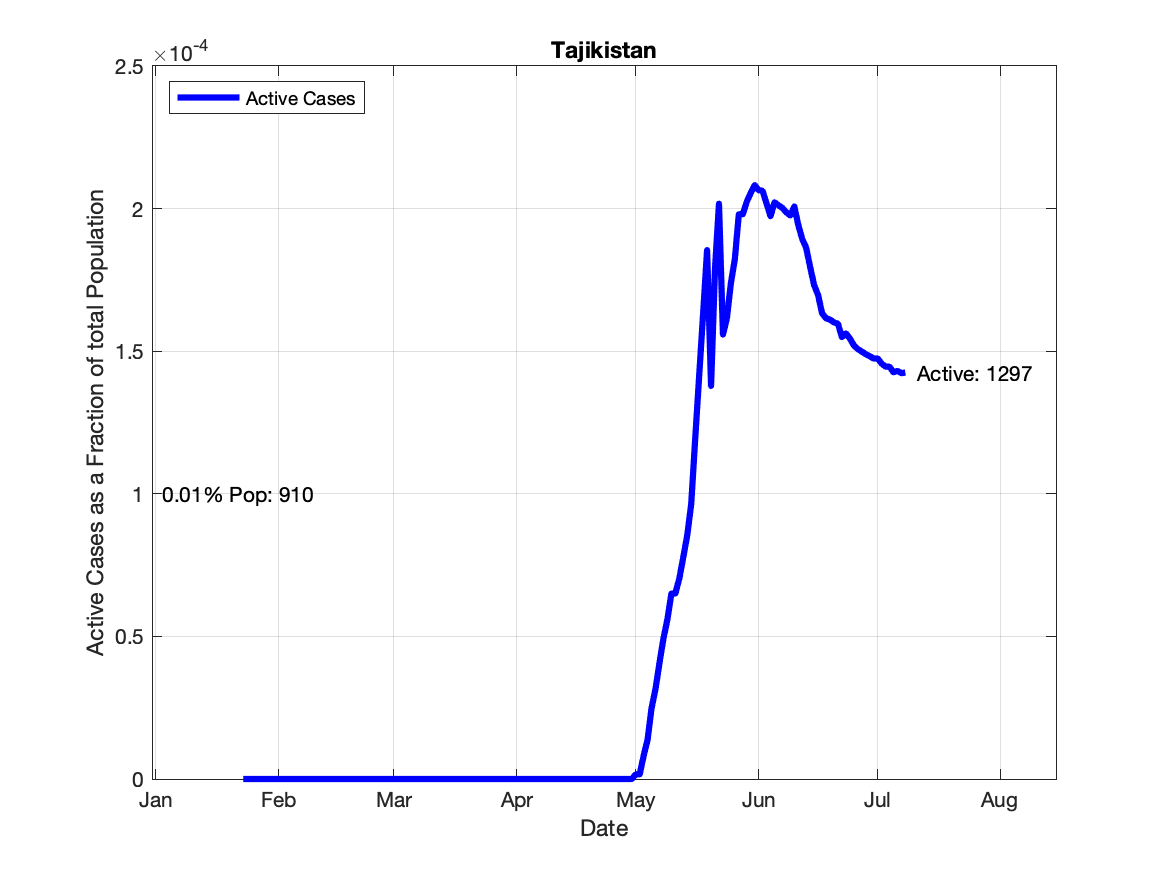 Tajikistan
×10-4
Active Cases
Active Cases as a Fraction of total Population
2.5
2
1.5
1
0.5
0
0.01% Pop: 910
Active: 1297
Jan Feb Mar Apr May Jun Jul Aug
Date